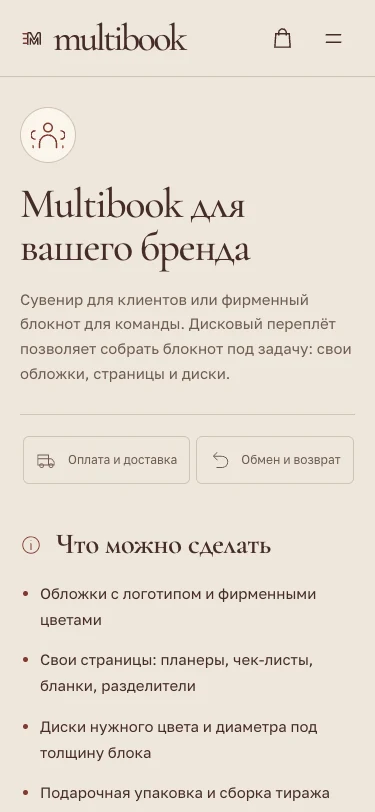 multibook
Multibook для
вашего бренда
Сувенир для клиентов или фирменный
блокнот для команды. Дисковый переплёт
позволяет собрать блокнот под задачу: свои
обложки, страницы и диски.
Оплата и доставка
Обмен и возврат
Что можно сделать
Обложки с логотипом и фирменными
цветами
Свои страницы: планеры, чек-листы,
бланки, разделители
Диски нужного цвета и диаметра под
толщину блока
Подарочная упаковка и сборка тиража